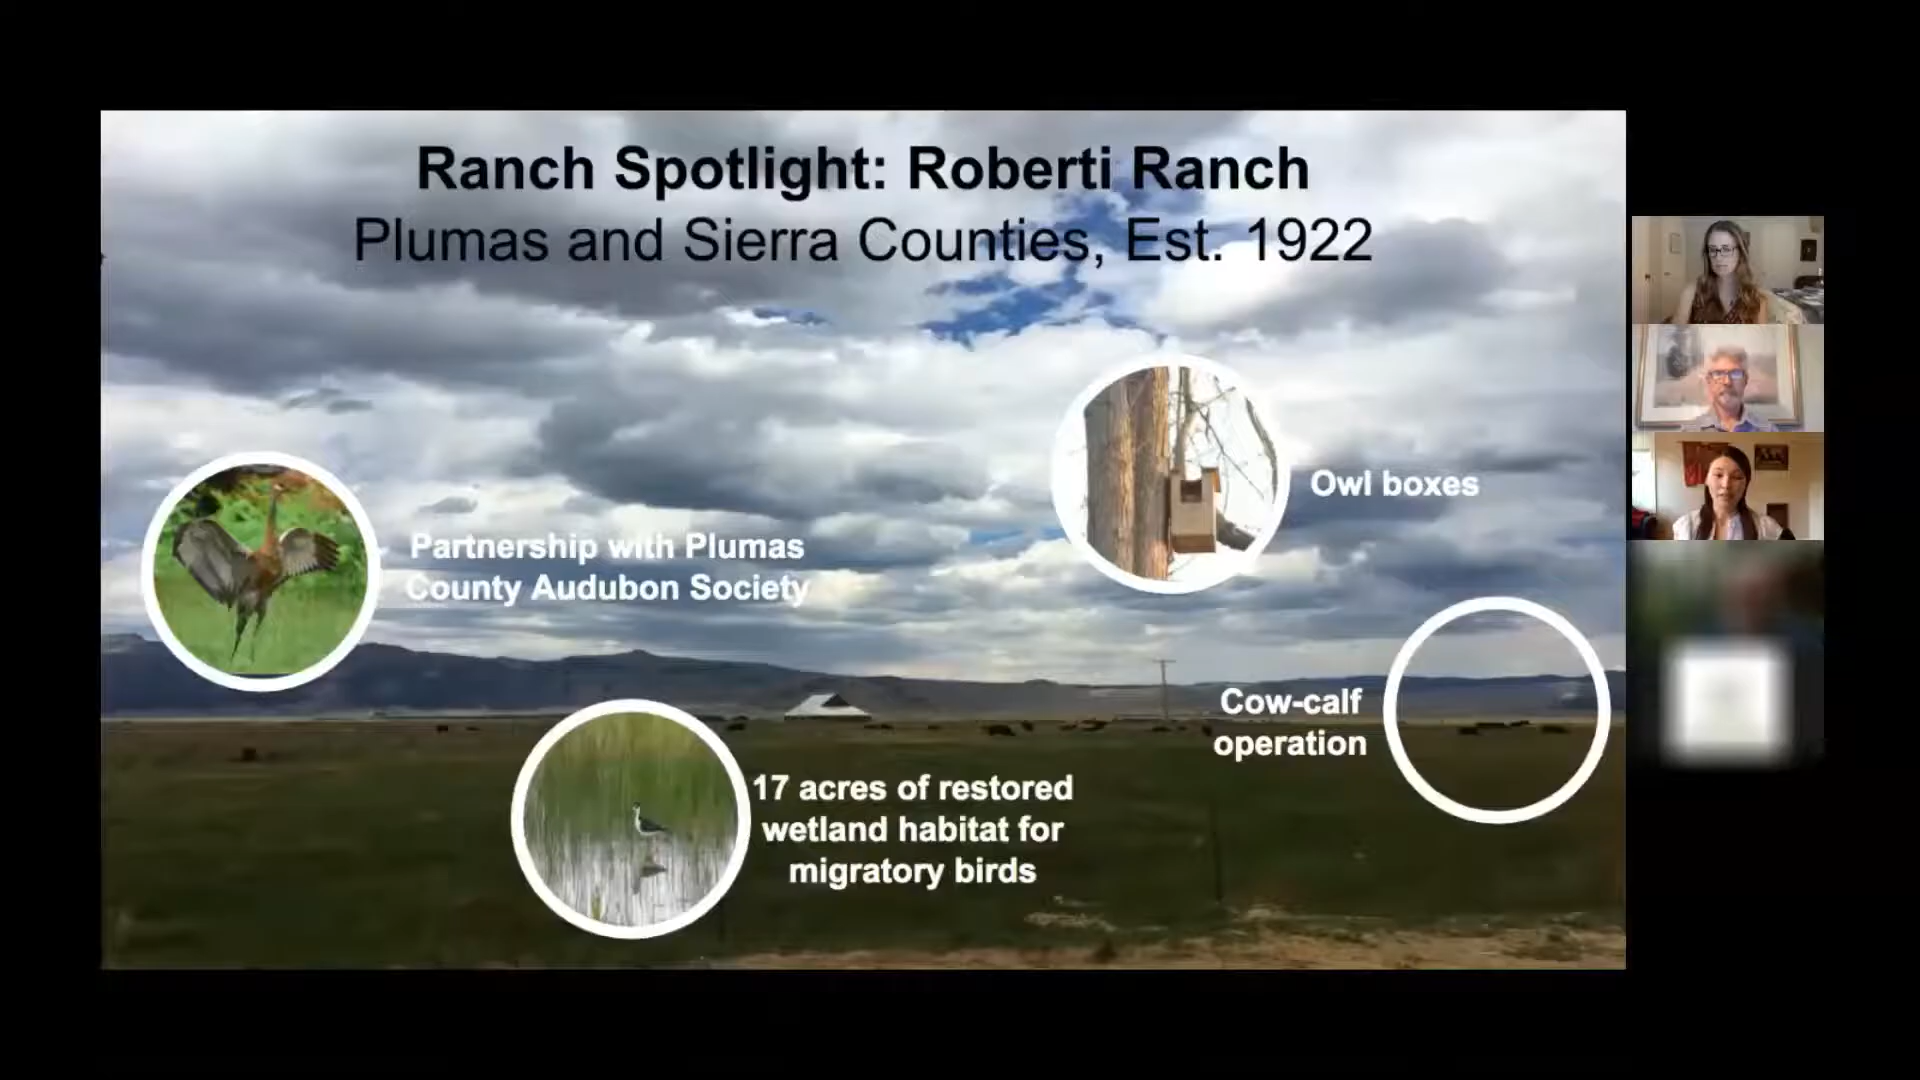 Ranch Spotlight: Roberti Ranch
Plumas and Sierra Counties, Est. 1922
Owl boxes
Partnership with Plumas
County Audubon Society
Cow-calf
operation
17 acres of restored
wetland habitat for
migratory birds